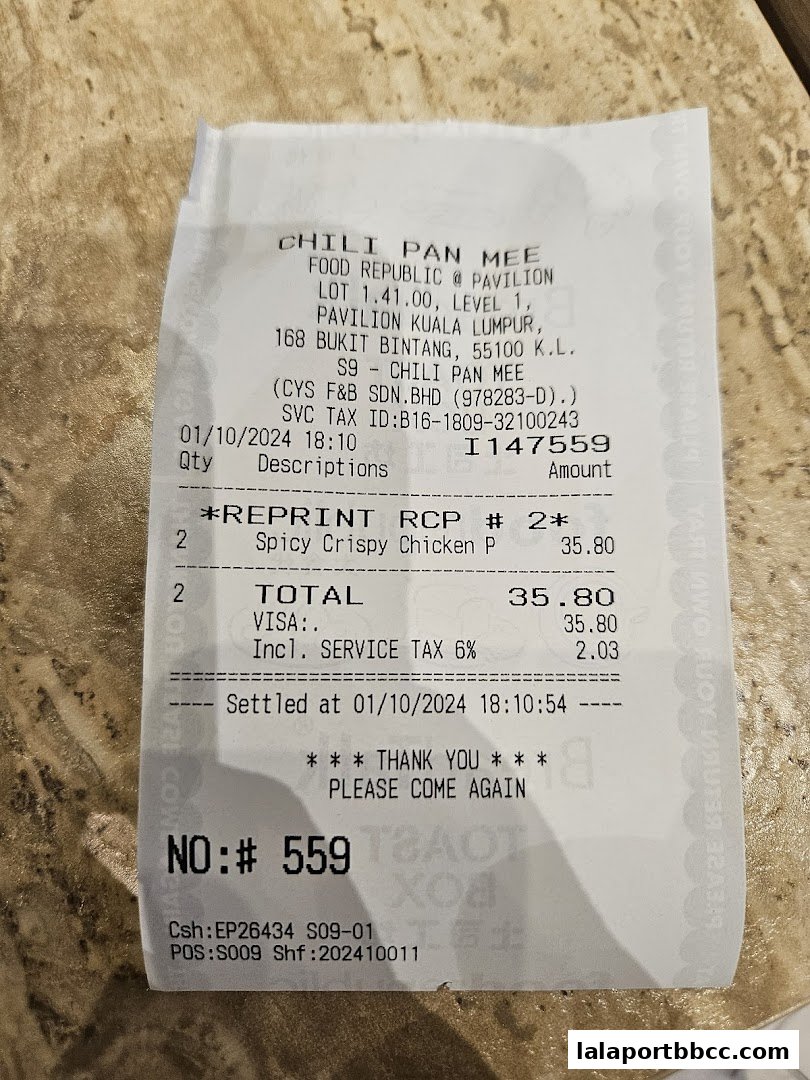 CHILI PAN MEE
FOOD REPUBLIC @ PAVILION
LOT 1.41.00, LEVEL 1,
PAVILION KUALA LUMPUR,
168 BUKIT BINTANG, 55100 K.L.
S9 - CHILI PAN MEE
(CYS F&B SDN.BHD (978283-D).)
SVC TAX ID:B16-1809-32100243
01/10/2024 18:10 I147559
Qty Descriptions Amount
*REPRINT RCP # 2*
2 Spicy Crispy Chicken P 35.80
2 TOTAL 35.80
VISA:. 35.80
Incl. SERVICE TAX 6% 2.03
---- Settled at 01/10/2024 18:10:54 ----
* * * THANK YOU * * *
PLEASE COME AGAIN
NO:# 559
TOAST
BOX
Csh:EP26434 S09-01
POS:S009 Shf:202410011
lalaportbbcc.com